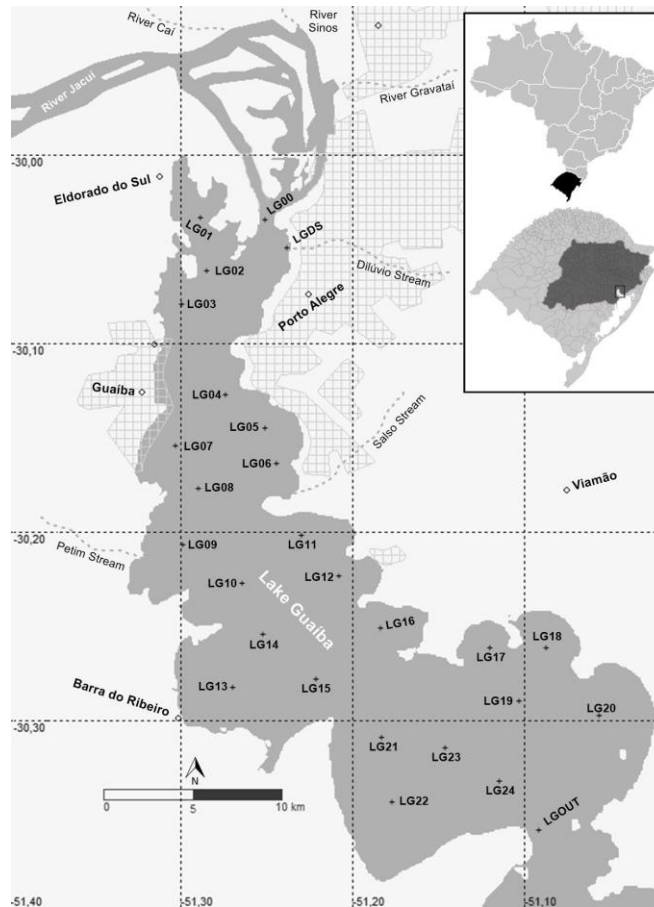 River Caí
River
Sinos
River Jacuí
River Gravataí
-30,00
Eldorado do Sul
LG00
LG01
LGDS
LG02
Dilúvio Stream
LG03
Porto Alegre
-30,10
Guaíba
LG04
LG05
Salso Stream
LG06
LG07
LG08
Viamão
-30,20
LG09
LG11
Petim Stream
LG10
LG12
Lake Guaíba
LG16
LG14
LG17
LG18
Barra do Ribeiro
LG13
LG15
LG19
LG20
-30,30
LG21
LG23
N
LG22
LG24
LGOUT
0
5
10 km
-51,40
-51,30
-51,20
-51,10